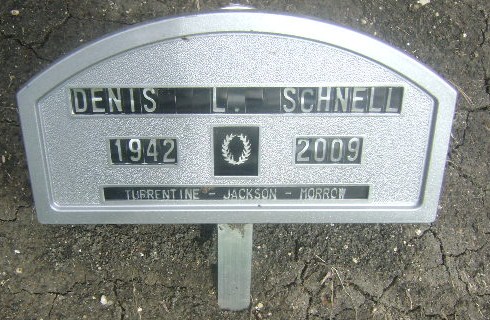 DENIS L. SCHNELL
1942 2009
TURRENTINE - JACKSON - MORROW